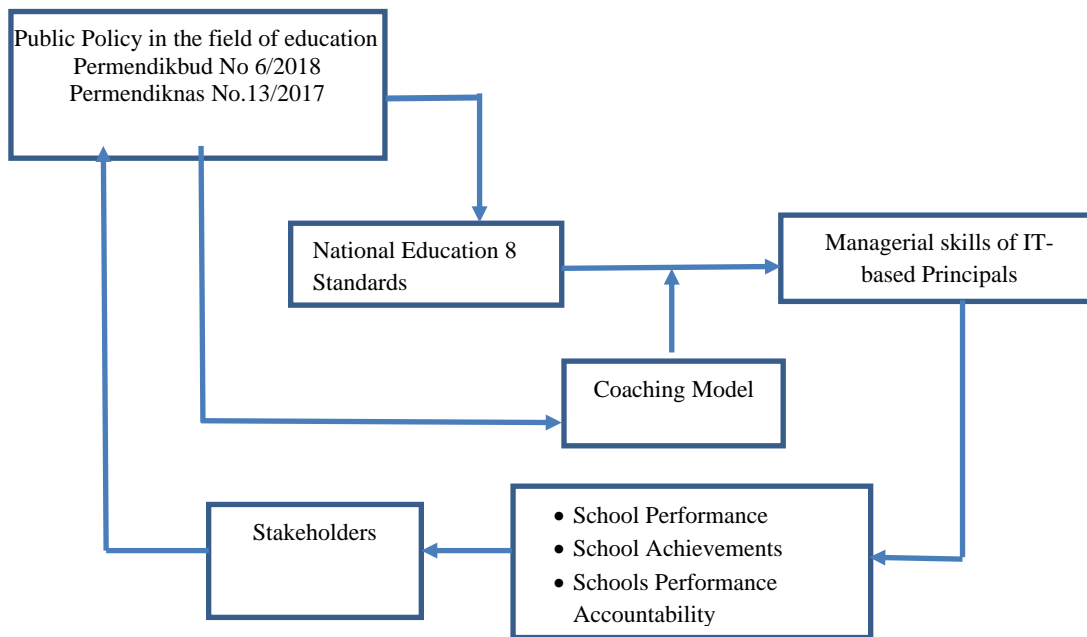 Public Policy in the field of education
Permendikbud No 6/2018
Permendiknas No.13/2017
National Education 8
Standards
Managerial skills of IT-
based Principals
Coaching Model
Stakeholders
• School Performance
• School Achievements
• Schools Performance
Accountability